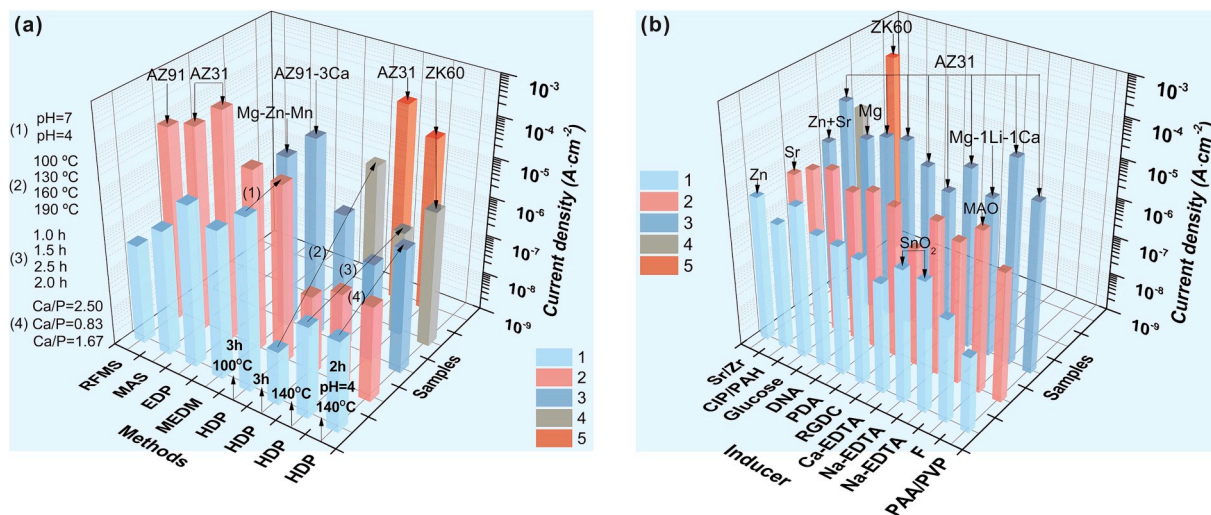 (a)
AZ91 AZ31
AZ91-3Ca
AZ31
ZK60
Mg-Zn-Mn
(1)
pH=7
pH=4
(2)
100 ºC
130 ºC
160 ºC
190 ºC
(3)
1.0 h
1.5 h
2.5 h
2.0 h
(4)
Ca/P=2.50
Ca/P=0.83
Ca/P=1.67
(1)
(2)
(3)
(4)
3h
100°C
3h
140°C
2h
pH=4
140°C
RFMS
MAS
EDP
MEDM
HDP
HDP
HDP
HDP
Methods
Samples
10⁻³
10⁻⁴
10⁻⁵
10⁻⁶
10⁻⁷
10⁻⁸
10⁻⁹
Current density (A·cm⁻²)
1
2
3
4
5
(b)
ZK60
AZ31
Zn+Sr
Mg
Mg-1Li-1Ca
Sr
Zn
MAO
SnO₂
1
2
3
4
5
Sr/Zr
CIP/PAH
Glucose
DNA
PDA
RGDC
Ca-EDTA
Na-EDTA
Na-EDTA
F
PAA/PVP
Inducer
Samples
10⁻³
10⁻⁴
10⁻⁵
10⁻⁶
10⁻⁷
10⁻⁸
10⁻⁹
Current density (A·cm⁻²)